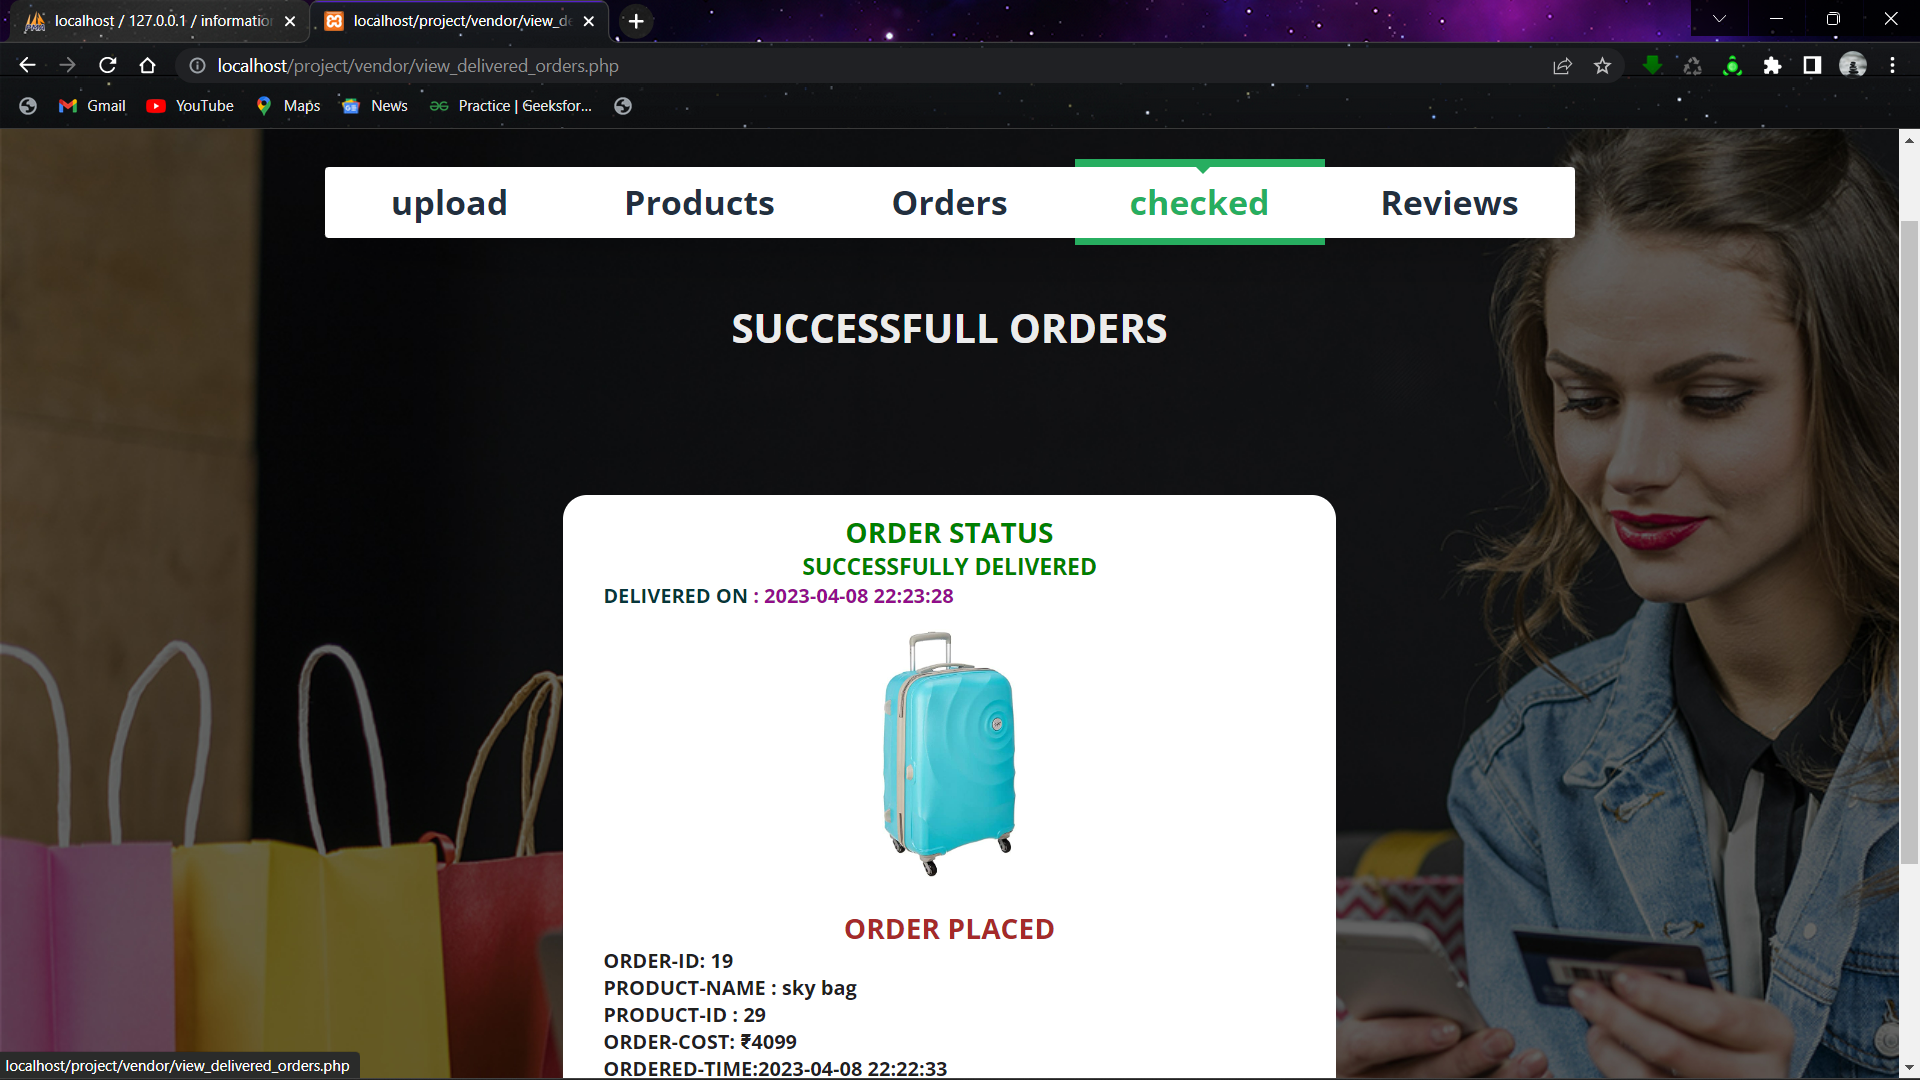 localhost / 127.0.0.1 / informatio
localhost/project/vendor/view_de
localhost/project/vendor/view_delivered_orders.php
Gmail
YouTube
Maps
News
Practice | Geeksfor...
upload
Products
Orders
checked
Reviews
SUCCESSFULL ORDERS
ORDER STATUS
SUCCESSFULLY DELIVERED
DELIVERED ON : 2023-04-08 22:23:28
ORDER PLACED
ORDER-ID: 19
PRODUCT-NAME : sky bag
PRODUCT-ID : 29
ORDER-COST: ₹4099
ORDERED-TIME:2023-04-08 22:22:33
localhost/project/vendor/view_delivered_orders.php